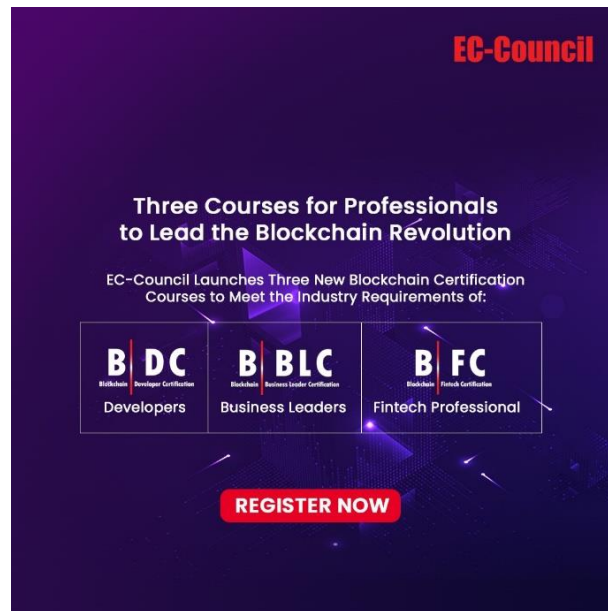 EC-Council
Three Courses for Professionals
to Lead the Blockchain Revolution
EC-Council Launches Three New Blockchain Certification
Courses to Meet the Industry Requirements of:
B DC
Blockchain Developer Certification
Developers
B BLC
Blockchain Business Leader Certification
Business Leaders
B FC
Blockchain Fintech Certification
Fintech Professional
REGISTER NOW